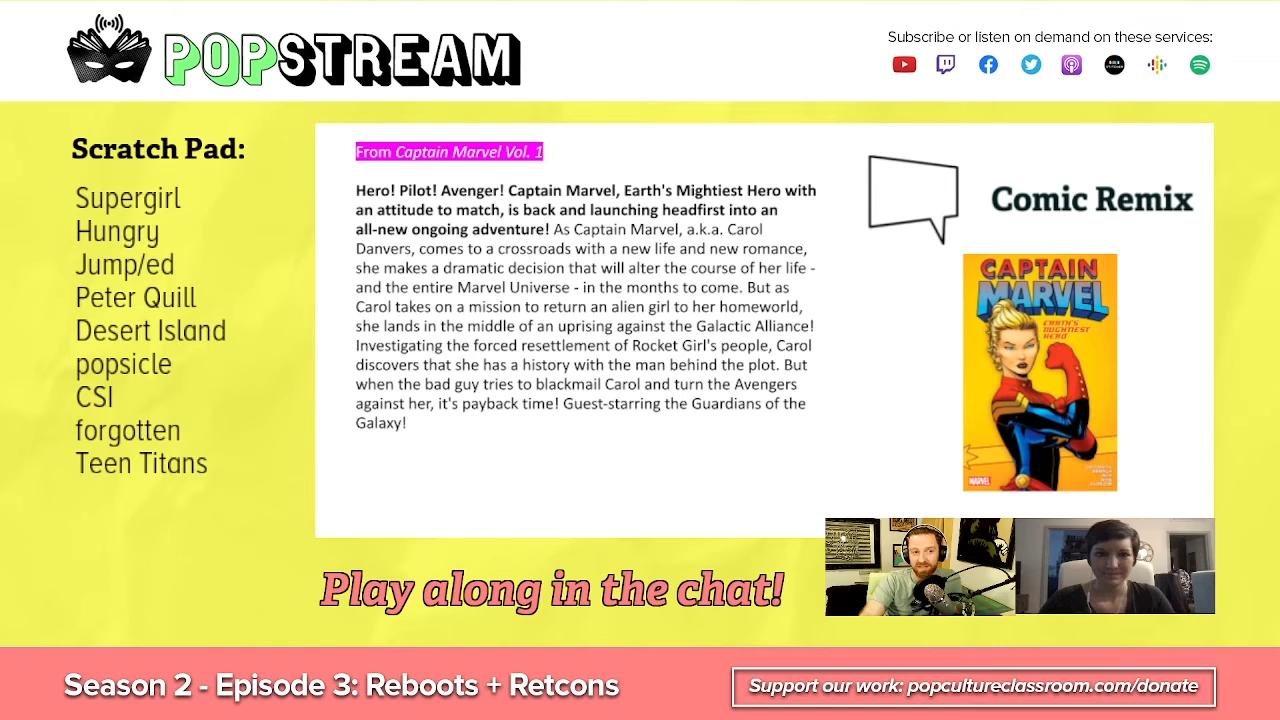 POPSTREAM
Subscribe or listen on demand on these services:
Scratch Pad:
Supergirl
Hungry
Jump/ed
Peter Quill
Desert Island
popsicle
CSI
forgotten
Teen Titans
From Captain Marvel Vol. 1
Hero! Pilot! Avenger! Captain Marvel, Earth's Mightiest Hero with
an attitude to match, is back and launching headfirst into an
all-new ongoing adventure! As Captain Marvel, a.k.a. Carol
Danvers, comes to a crossroads with a new life and new romance,
she makes a dramatic decision that will alter the course of her life -
and the entire Marvel Universe - in the months to come. But as
Carol takes on a mission to return an alien girl to her homeworld,
she lands in the middle of an uprising against the Galactic Alliance!
Investigating the forced resettlement of Rocket Girl's people, Carol
discovers that she has a history with the man behind the plot. But
when the bad guy tries to blackmail Carol and turn the Avengers
against her, it's payback time! Guest-starring the Guardians of the
Galaxy!
Comic Remix
CAPTAIN
MARVEL
EARTH'S
MIGHTIEST
HERO
MARVEL
Play along in the chat!
Season 2 - Episode 3: Reboots + Retcons
Support our work: popcultureclassroom.com/donate